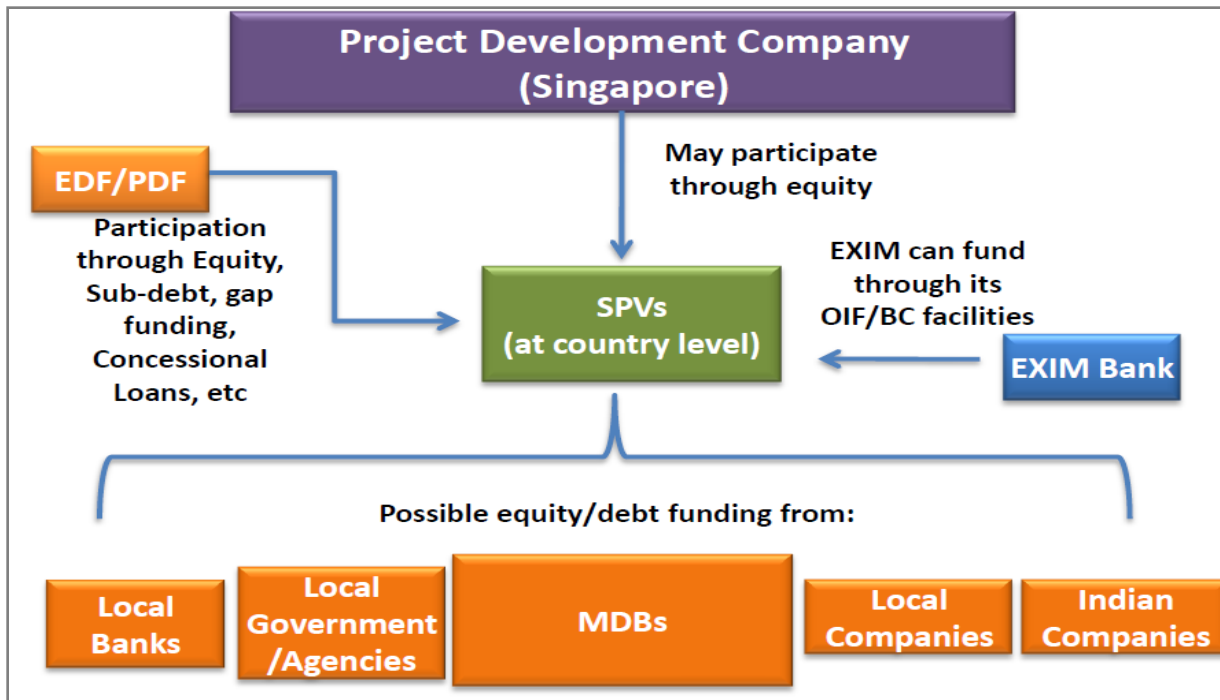 Project Development Company
(Singapore)
EDF/PDF
May participate
through equity
Participation
through Equity,
Sub-debt, gap
funding,
Concessional
Loans, etc
SPVs
(at country level)
EXIM can fund
through its
OIF/BC facilities
EXIM Bank
Possible equity/debt funding from:
Local
Banks
Local
Government
/Agencies
MDBs
Local
Companies
Indian
Companies